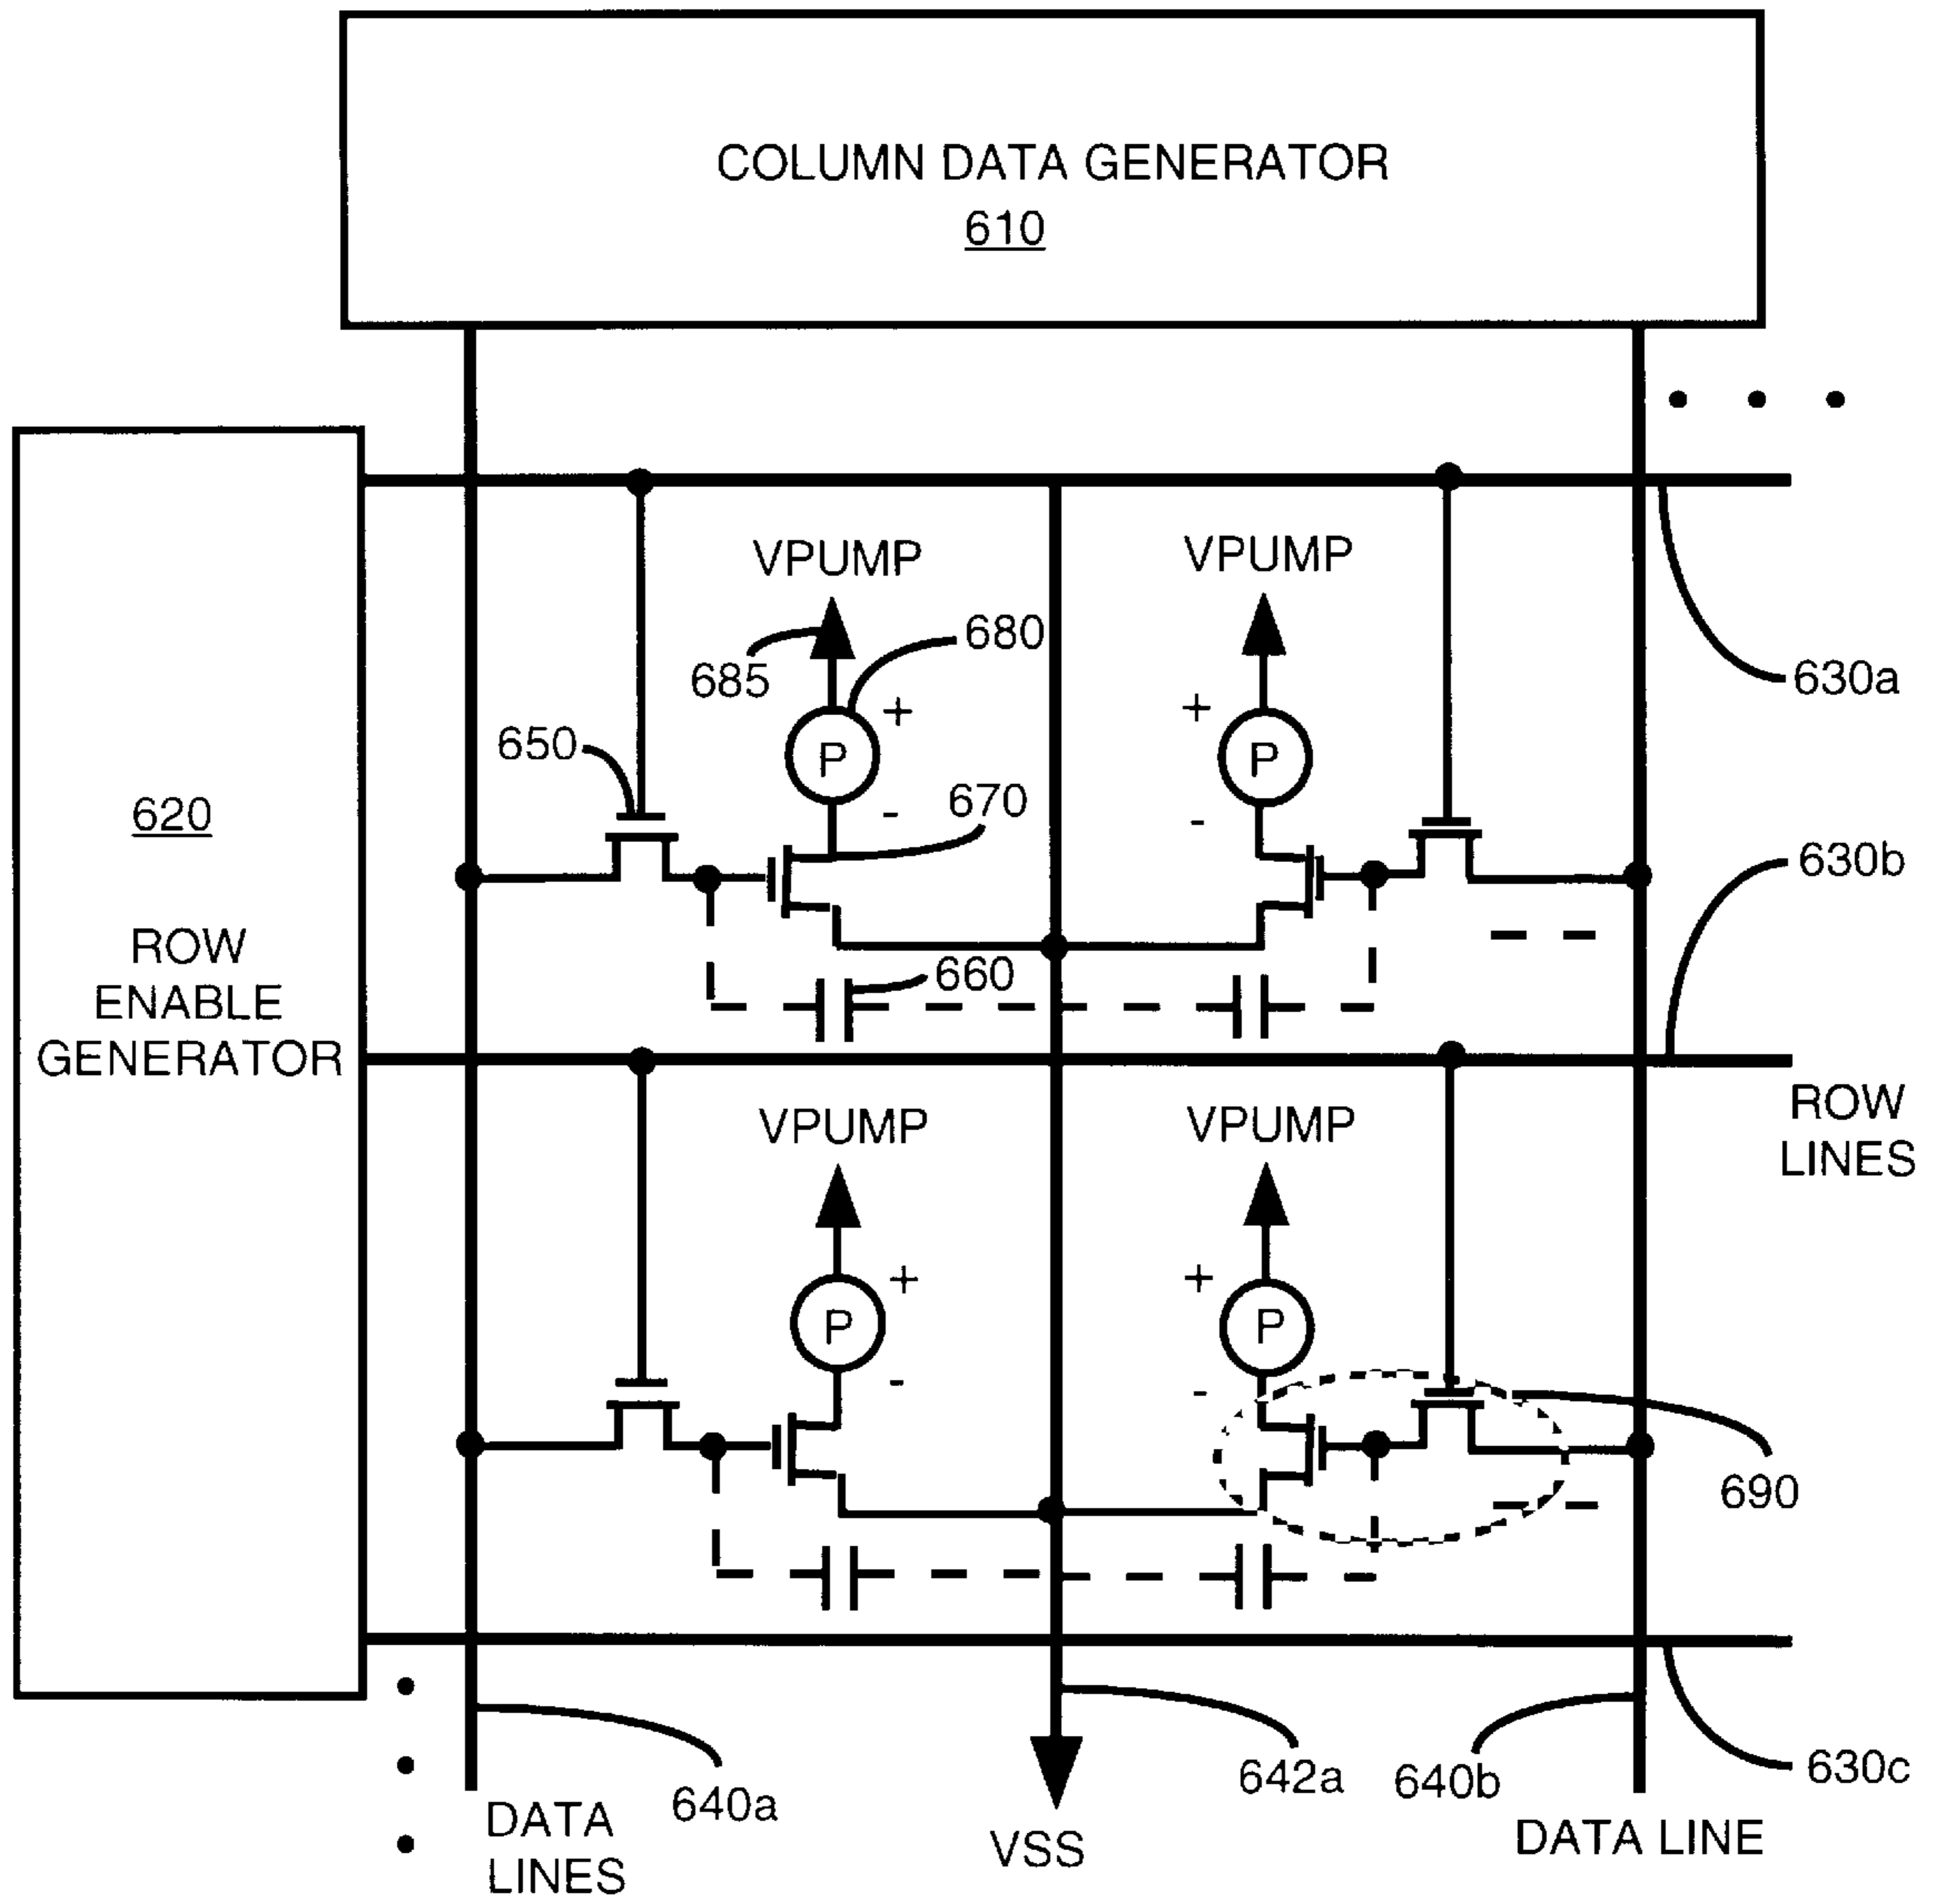 COLUMN DATA GENERATOR
610
VPUMP
VPUMP
680
685
630a
+
+
650
P
P
670
-
-
620
630b
ROW
ENABLE
GENERATOR
660
ROW
LINES
VPUMP
VPUMP
+
+
P
P
-
-
690
640a
642a
640b
630c
DATA
LINES
VSS
DATA LINE